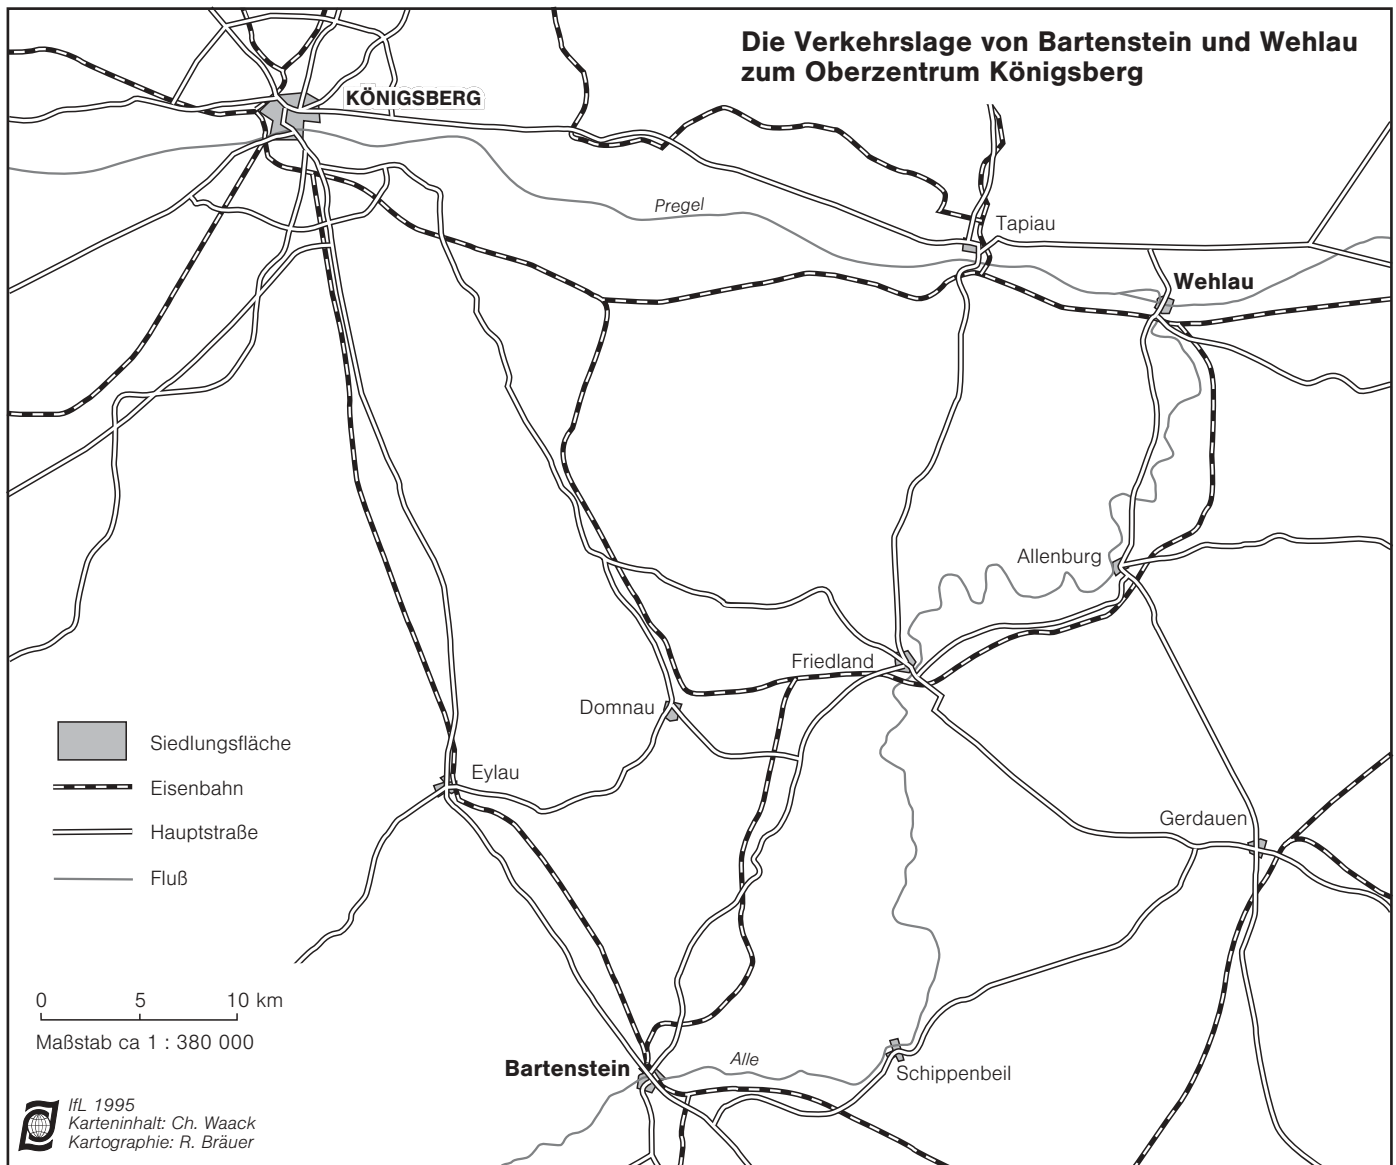 Die Verkehrslage von Bartenstein und Wehlau
zum Oberzentrum Königsberg
KÖNIGSBERG
Pregel
Tapiau
Wehlau
Allenburg
Friedland
Domnau
Eylau
Gerdauen
Siedlungsfläche
Eisenbahn
Hauptstraße
Fluß
0 5 10 km
Maßstab ca 1 : 380 000
Bartenstein
Alle
Schippenbeil
IfL 1995
Karteninhalt: Ch. Waack
Kartographie: R. Bräuer